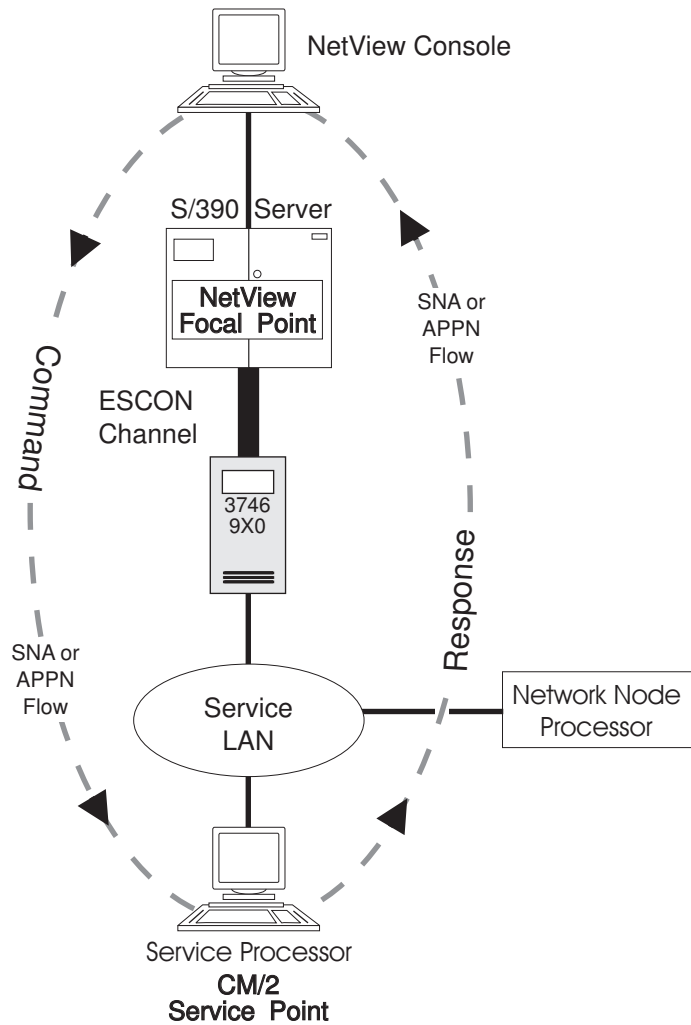 NetView Console
S/390 Server
NetView
Focal Point
SNA or
APPN
Flow
Command
ESCON
Channel
3746
9X0
Response
SNA or
APPN
Flow
Service
LAN
Network Node
Processor
Service Processor
CM/2
Service Point